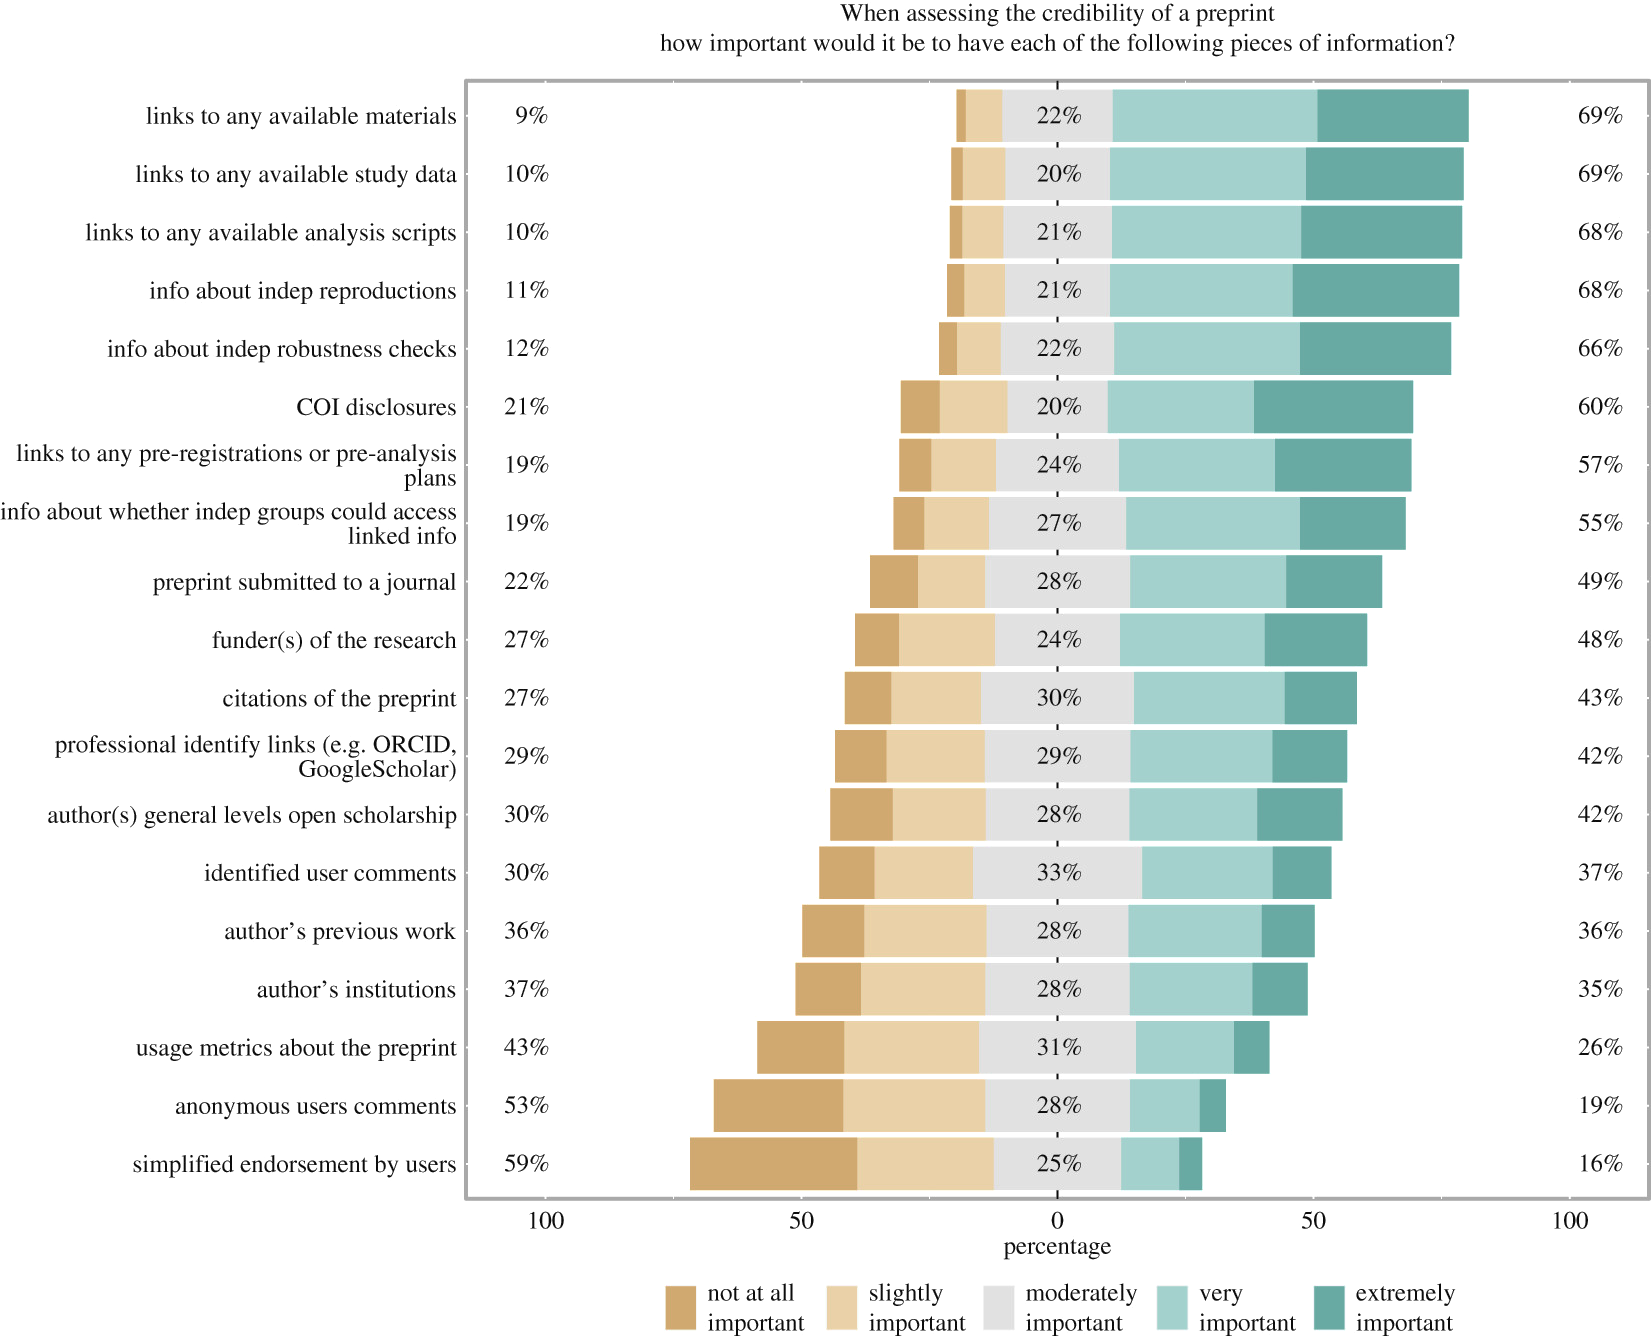 When assessing the credibility of a preprint
how important would it be to have each of the following pieces of information?
links to any available materials 9% 22% 69%
links to any available study data 10% 20% 69%
links to any available analysis scripts 10% 21% 68%
info about indep reproductions 11% 21% 68%
info about indep robustness checks 12% 22% 66%
COI disclosures 21% 20% 60%
links to any pre-registrations or pre-analysis
plans 19% 24% 57%
info about whether indep groups could access
linked info 19% 27% 55%
preprint submitted to a journal 22% 28% 49%
funder(s) of the research 27% 24% 48%
citations of the preprint 27% 30% 43%
professional identify links (e.g. ORCID,
GoogleScholar) 29% 29% 42%
author(s) general levels open scholarship 30% 28% 42%
identified user comments 30% 33% 37%
author’s previous work 36% 28% 36%
author’s institutions 37% 28% 35%
usage metrics about the preprint 43% 31% 26%
anonymous users comments 53% 28% 19%
simplified endorsement by users 59% 25% 16%
100 50 0 50 100
percentage
not at all slightly moderately very extremely
important important important important important